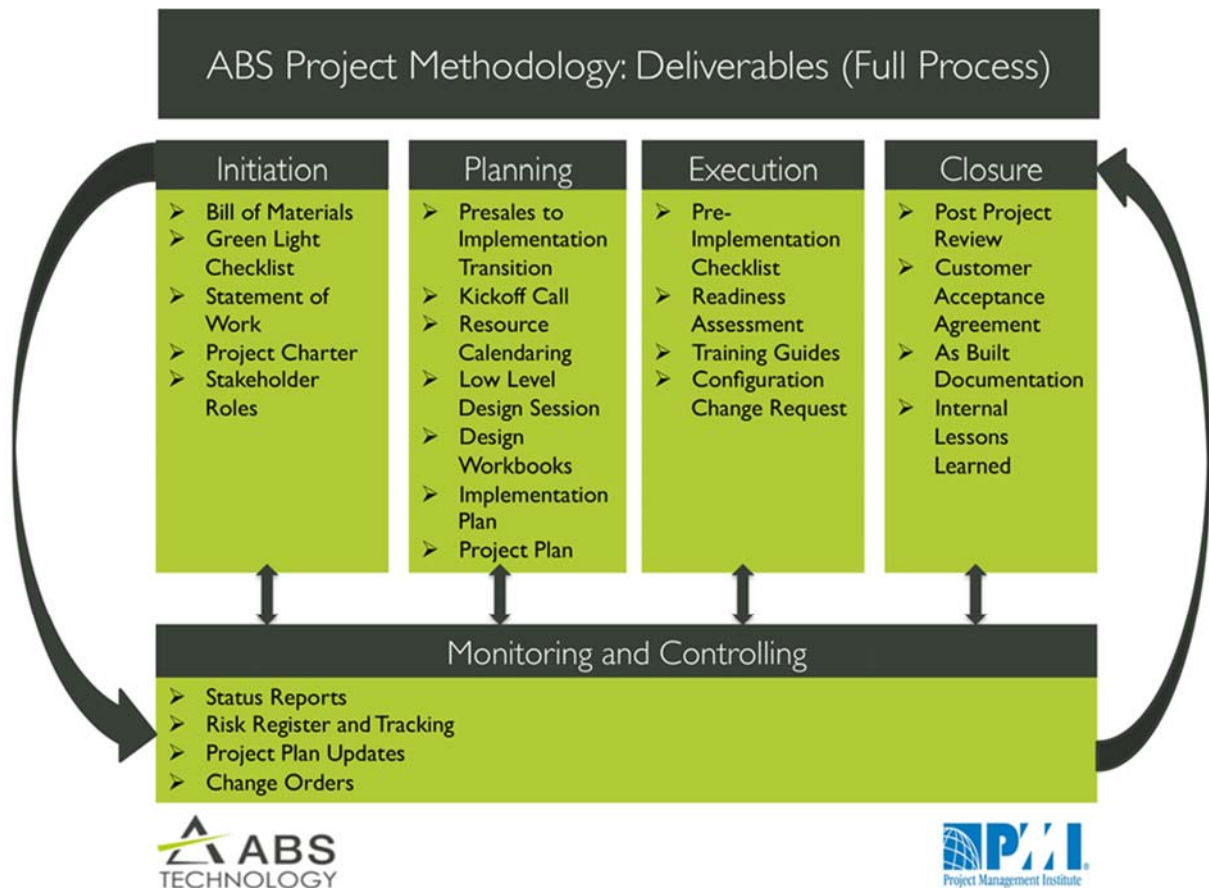 ABS Project Methodology: Deliverables (Full Process)
Initiation
Bill of Materials
Green Light
Checklist
Statement of
Work
Project Charter
Stakeholder
Roles
Planning
Presales to
Implementation
Transition
Kickoff Call
Resource
Calendaring
Low Level
Design Session
Design
Workbooks
Implementation
Plan
Project Plan
Execution
Pre-
Implementation
Checklist
Readiness
Assessment
Training Guides
Configuration
Change Request
Closure
Post Project
Review
Customer
Acceptance
Agreement
As Built
Documentation
Internal
Lessons
Learned
Monitoring and Controlling
Status Reports
Risk Register and Tracking
Project Plan Updates
Change Orders
ABS
TECHNOLOGY
PMI®
Project Management Institute